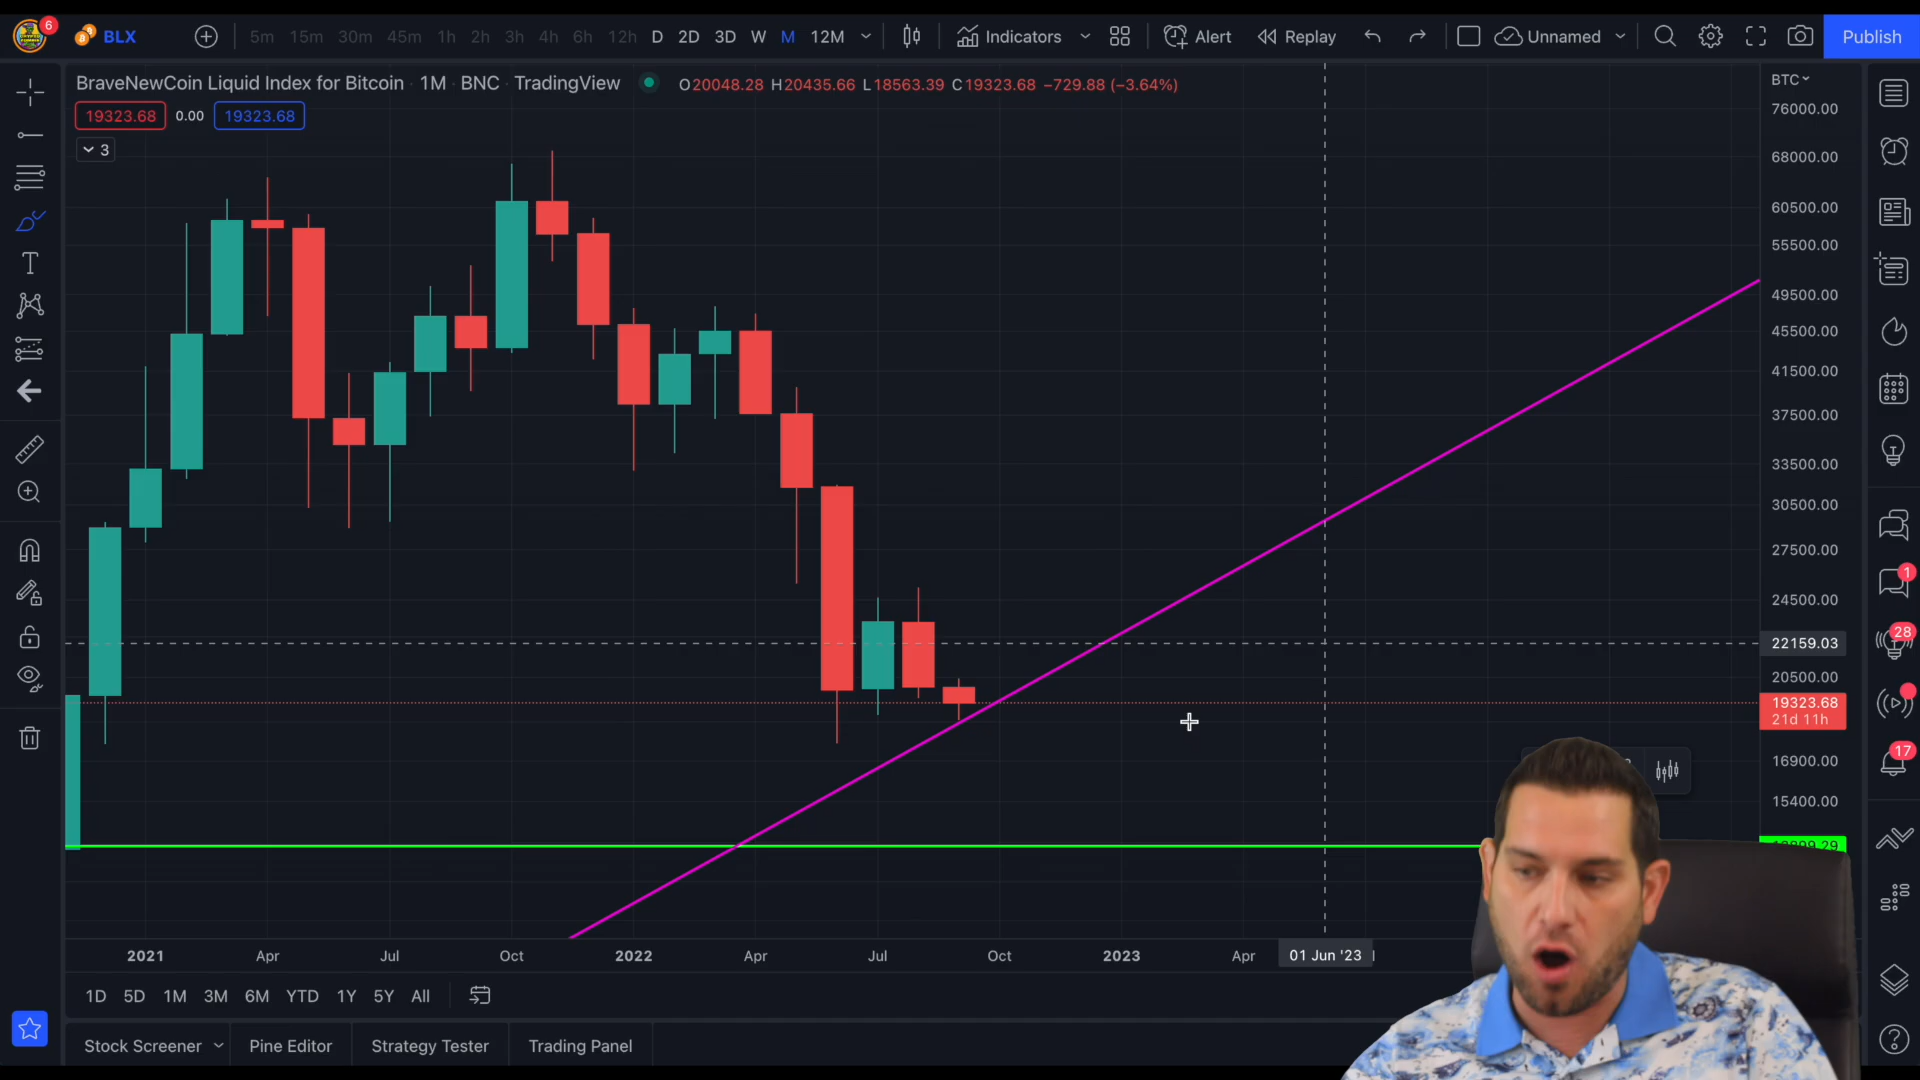 6
BLX
5m 15m 30m 45m 1h 2h 3h 4h 6h 12h D 2D 3D W M 12M
Indicators
Alert
Replay
Unnamed
Publish
BraveNewCoin Liquid Index for Bitcoin · 1M · BNC · TradingView
O20048.28 H20435.66 L18563.39 C19323.68 −729.88 (−3.64%)
19323.68 0.00 19323.68
3
BTC
76000.00
68000.00
60500.00
55500.00
49500.00
45500.00
41500.00
37500.00
33500.00
30500.00
27500.00
24500.00
22159.03
20500.00
19323.68
21d 11h
16900.00
15400.00
1
28
17
2021 Apr Jul Oct 2022 Apr Jul Oct 2023 Apr 01 Jun '23
1D 5D 1M 3M 6M YTD 1Y 5Y All
Stock Screener Pine Editor Strategy Tester Trading Panel